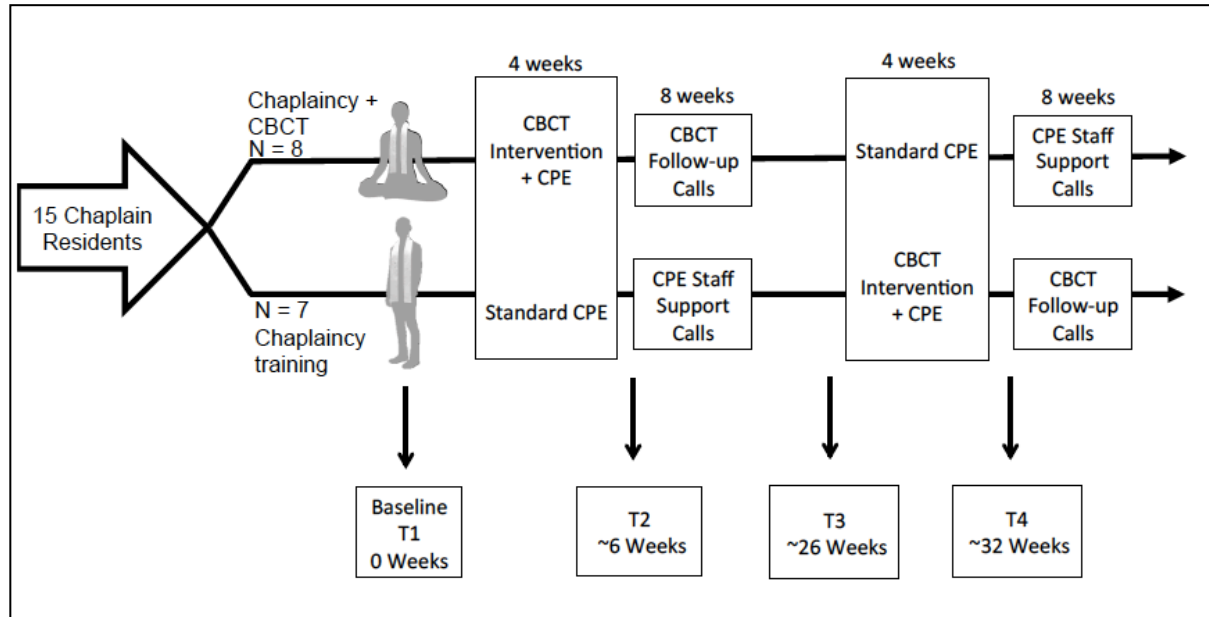 15 Chaplain
Residents
Chaplaincy +
CBCT
N = 8
N = 7
Chaplaincy
training
4 weeks
CBCT
Intervention
+ CPE
Standard CPE
8 weeks
CBCT
Follow-up
Calls
CPE Staff
Support
Calls
4 weeks
Standard CPE
CBCT
Intervention
+ CPE
8 weeks
CPE Staff
Support
Calls
CBCT
Follow-up
Calls
Baseline
T1
0 Weeks
T2
~6 Weeks
T3
~26 Weeks
T4
~32 Weeks